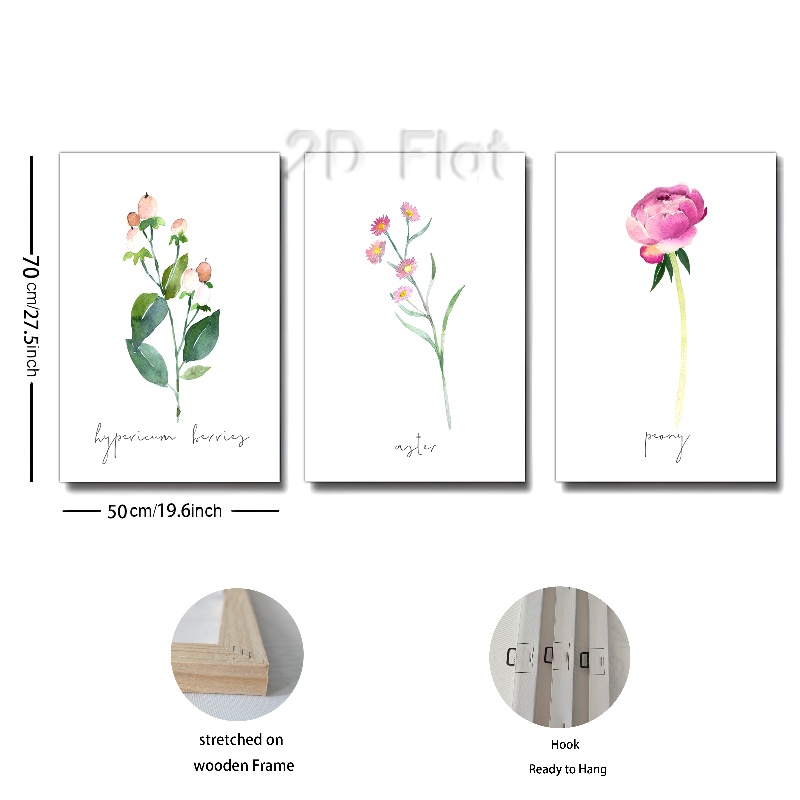 2D Flat
70 cm/27.5inch
hypericum berries
aster
peony
50cm/19.6inch
stretched on
wooden Frame
Hook
Ready to Hang